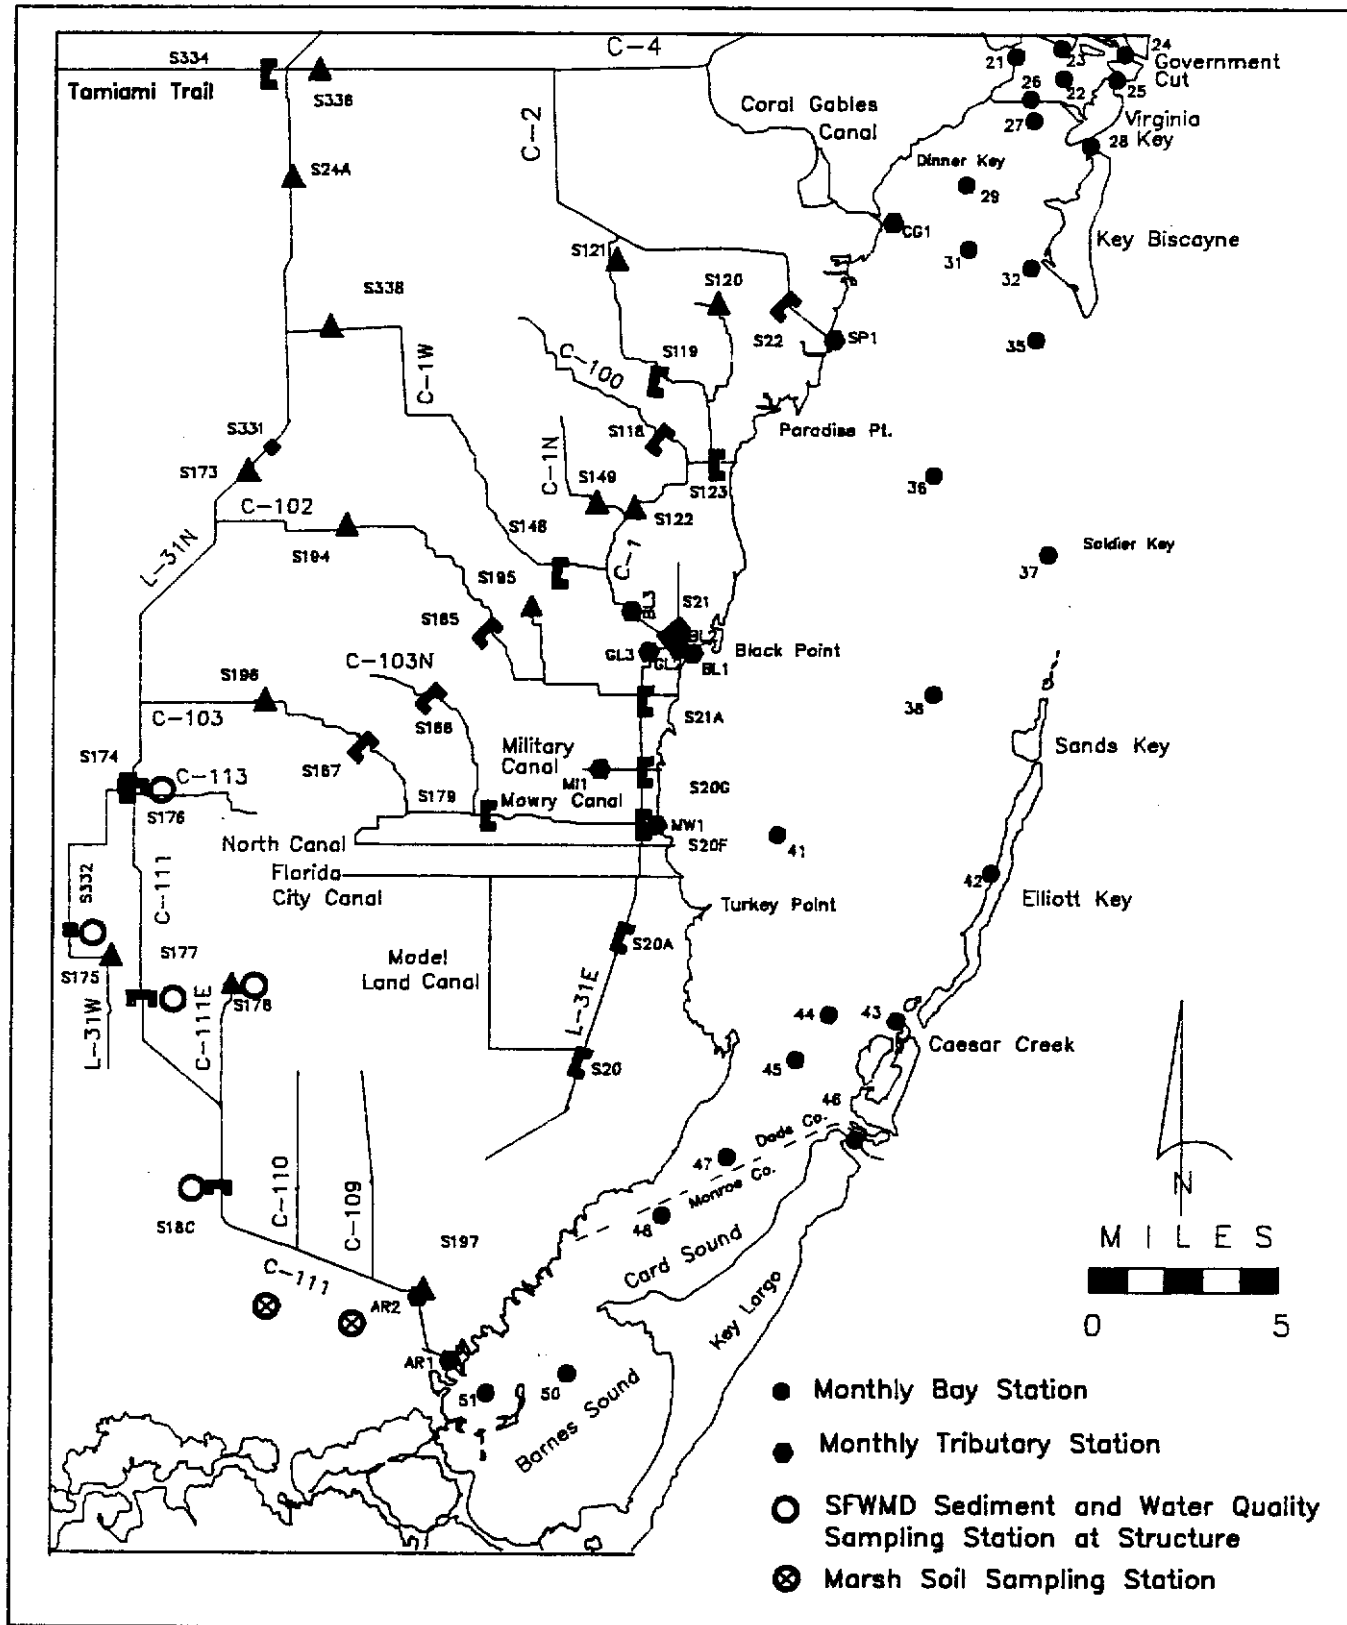 S334
C-4
Tamiami Trail
S336
21
23
24
Government
Cut
26
22
25
27
Virginia
Key
28
Coral Gables
Canal
C-2
Dinner Key
29
S24A
CG1
Key Biscayne
31
32
S121
S120
S338
S22
SP1
35
S119
C-100
C-1W
S118
Paradise Pt.
S331
S173
C-1N
S149
S123
36
C-102
S122
S148
S194
L-31N
C-1
Soldier Key
37
S195
BL3
S21
S165
BL2
GL3
GL2
BL1
Black Point
C-103N
S196
C-103
S166
S21A
38
S167
Military
Canal
Sands Key
S174
C-113
MI1
S20G
S179
Mowry Canal
S176
MW1
North Canal
S20F
41
Florida
City Canal
S332
C-111
42
Elliott Key
Turkey Point
S177
S20A
Model
Land Canal
S175
S178
L-31W
C-111E
L-31E
44
43
Caesar Creek
S20
45
46
Dade Co.
47
Monroe Co.
C-110
C-109
48
S18C
S197
Card Sound
C-111
Key Largo
AR2
AR1
51
50
Barnes Sound
N
MILES
0
5
Monthly Bay Station
Monthly Tributary Station
SFWMD Sediment and Water Quality
Sampling Station at Structure
Marsh Soil Sampling Station